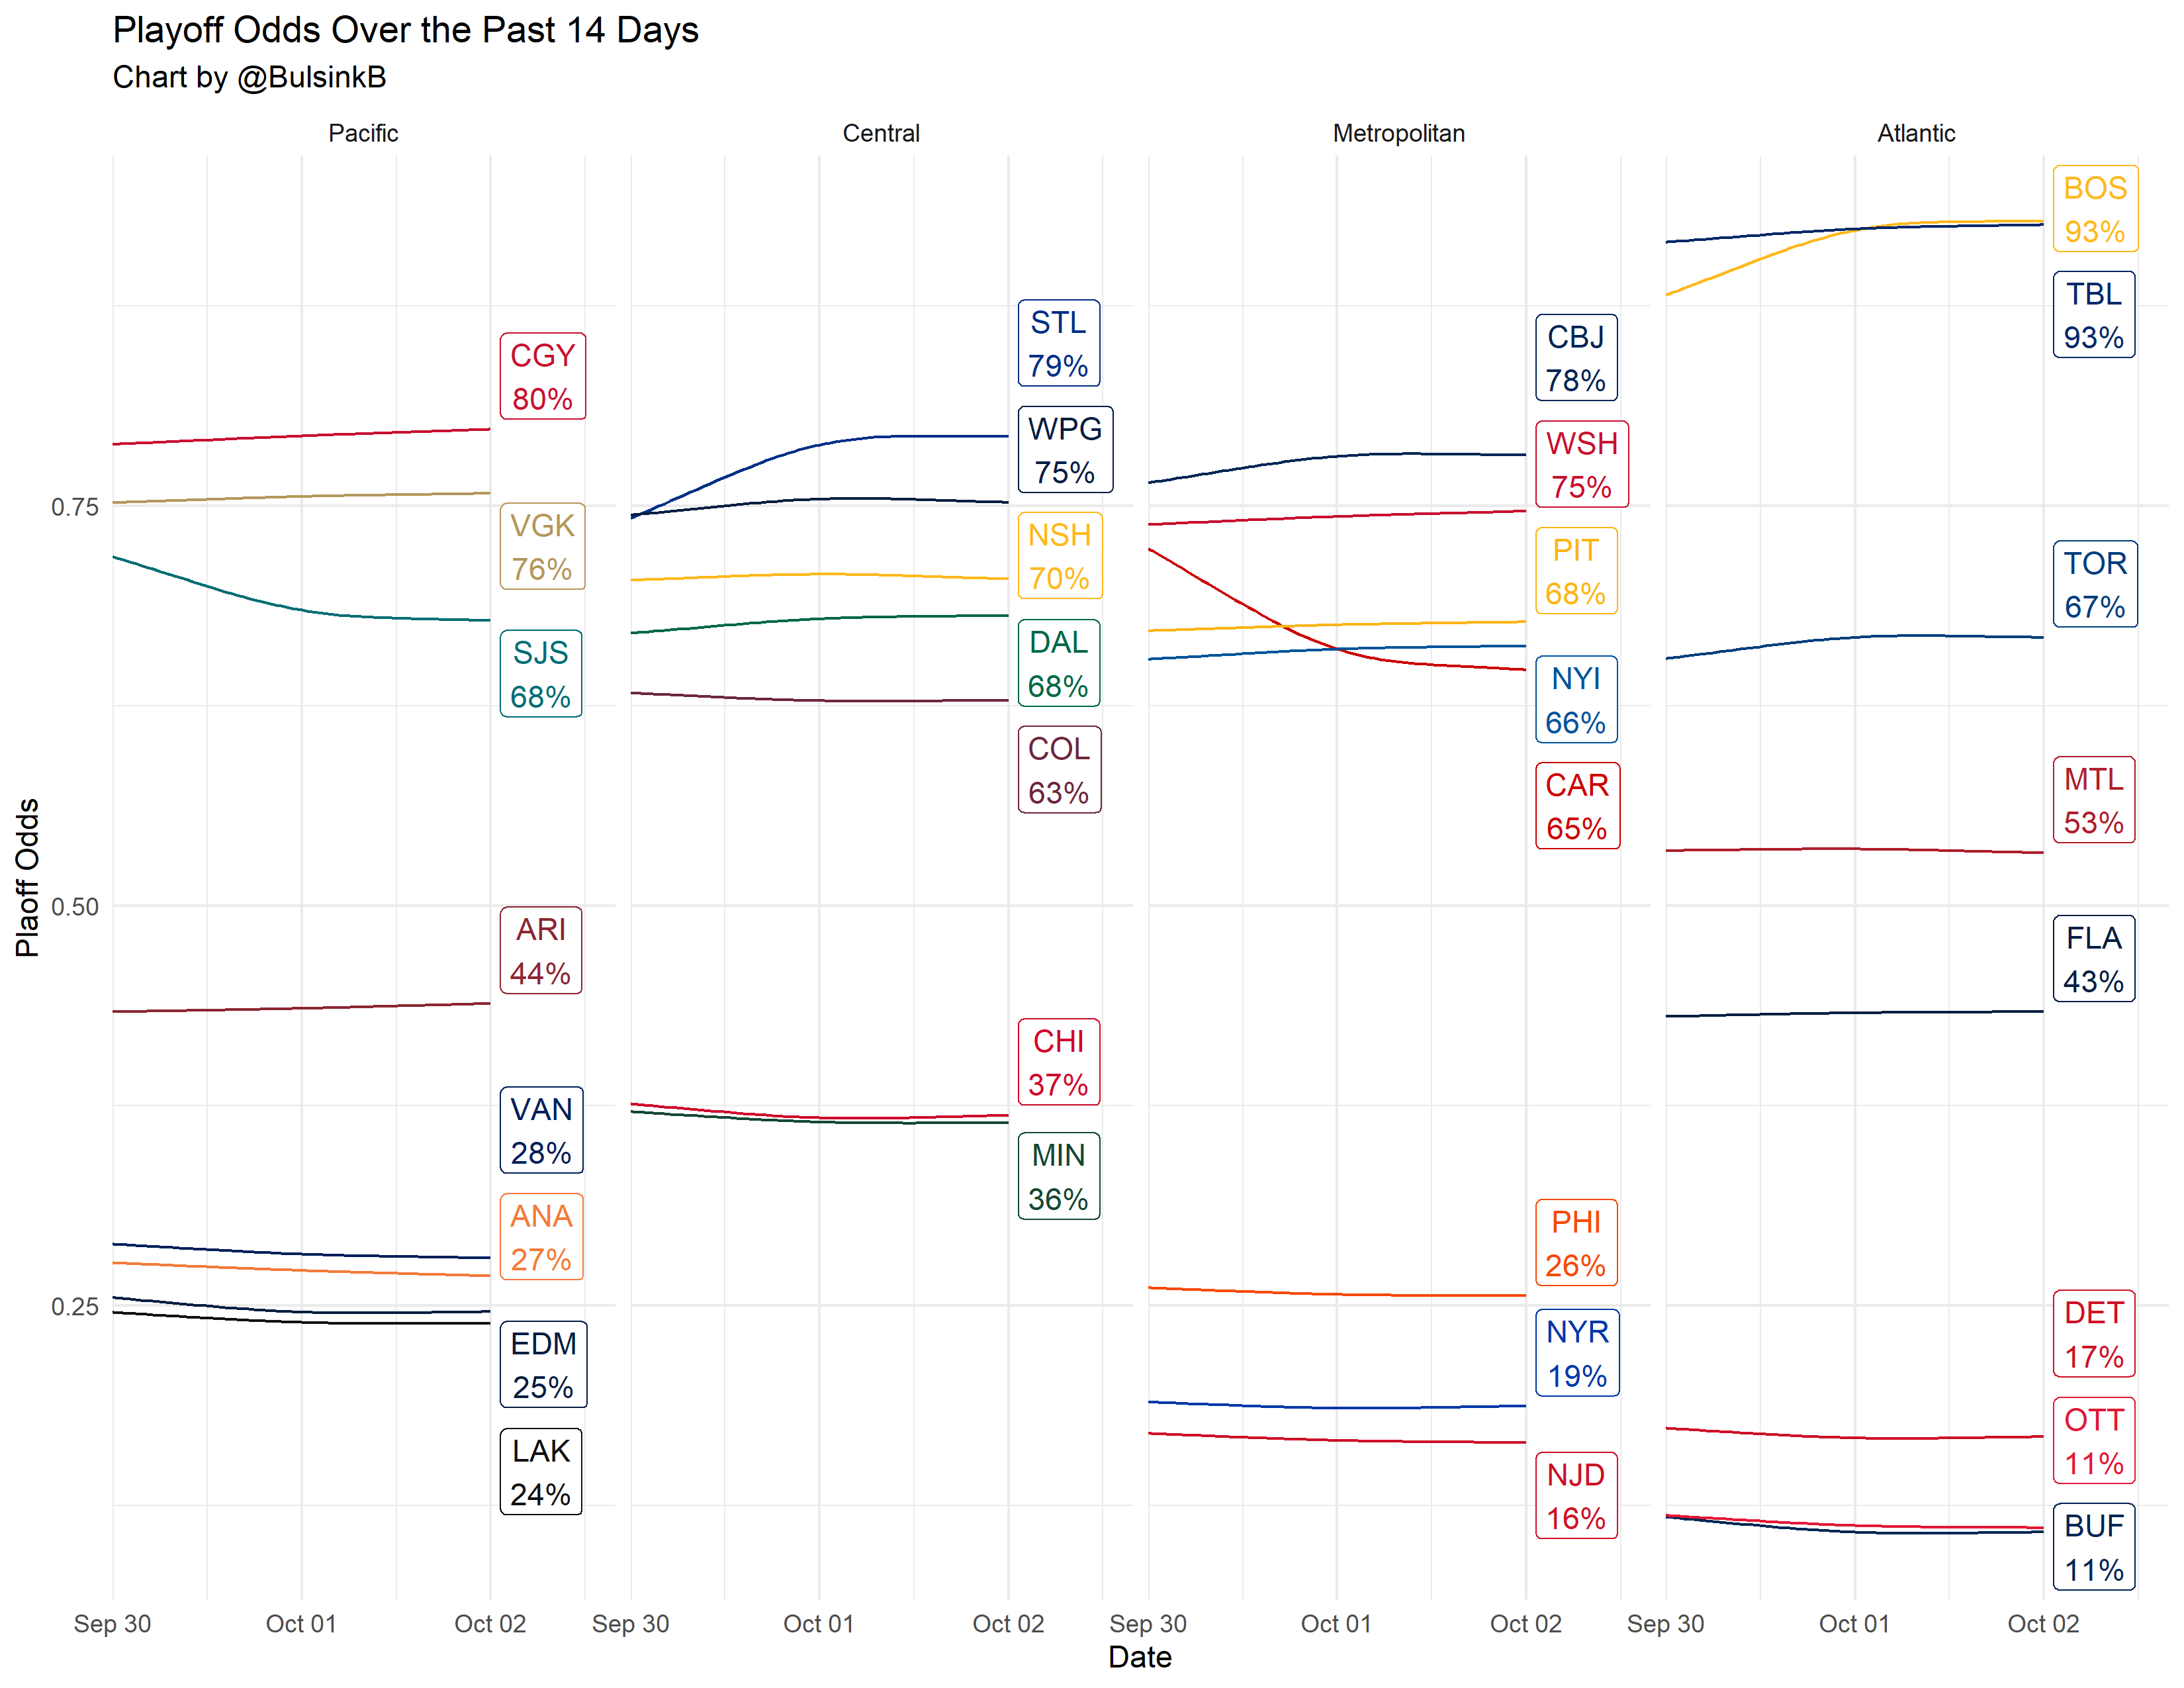 Playoff Odds Over the Past 14 Days
Chart by @BulsinkB
Pacific
Central
Metropolitan
Atlantic
Plaoff Odds
0.75
0.50
0.25
CGY
80%
VGK
76%
SJS
68%
ARI
44%
VAN
28%
ANA
27%
EDM
25%
LAK
24%
STL
79%
WPG
75%
NSH
70%
DAL
68%
COL
63%
CHI
37%
MIN
36%
CBJ
78%
WSH
75%
PIT
68%
NYI
66%
CAR
65%
PHI
26%
NYR
19%
NJD
16%
BOS
93%
TBL
93%
TOR
67%
MTL
53%
FLA
43%
DET
17%
OTT
11%
BUF
11%
Sep 30 Oct 01 Oct 02 Sep 30 Oct 01 Oct 02 Sep 30 Oct 01 Oct 02 Sep 30 Oct 01 Oct 02
Date